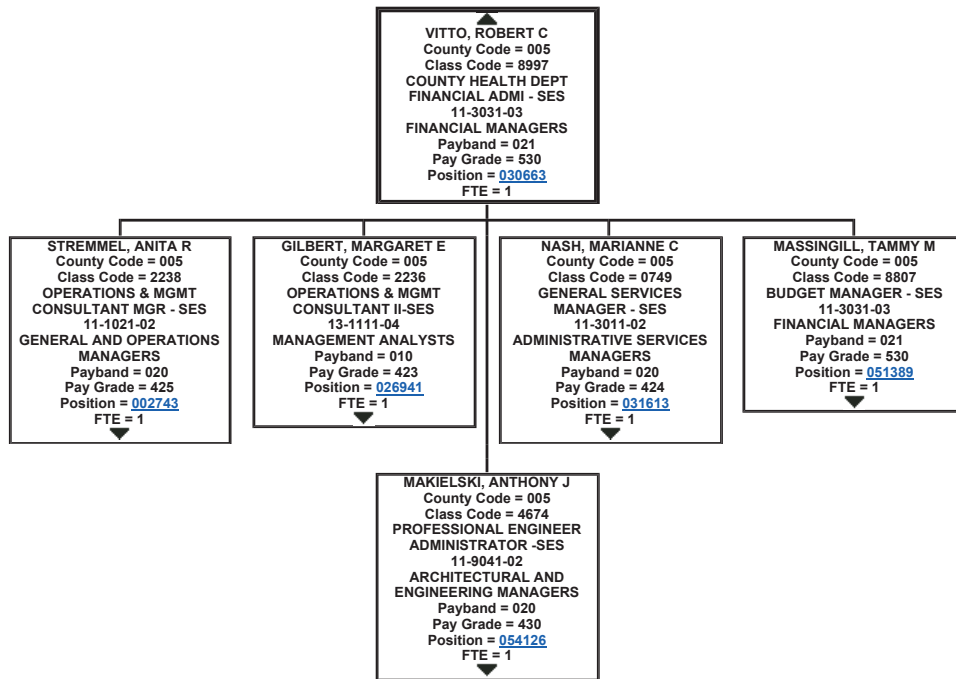 VITTO, ROBERT C
County Code = 005
Class Code = 8997
COUNTY HEALTH DEPT
FINANCIAL ADMI - SES
11-3031-03
FINANCIAL MANAGERS
Payband = 021
Pay Grade = 530
Position = 030663
FTE = 1
STREMMEL, ANITA R
County Code = 005
Class Code = 2238
OPERATIONS & MGMT
CONSULTANT MGR - SES
11-1021-02
GENERAL AND OPERATIONS
MANAGERS
Payband = 020
Pay Grade = 425
Position = 002743
FTE = 1
GILBERT, MARGARET E
County Code = 005
Class Code = 2236
OPERATIONS & MGMT
CONSULTANT II-SES
13-1111-04
MANAGEMENT ANALYSTS
Payband = 010
Pay Grade = 423
Position = 026941
FTE = 1
NASH, MARIANNE C
County Code = 005
Class Code = 0749
GENERAL SERVICES
MANAGER - SES
11-3011-02
ADMINISTRATIVE SERVICES
MANAGERS
Payband = 020
Pay Grade = 424
Position = 031613
FTE = 1
MASSINGILL, TAMMY M
County Code = 005
Class Code = 8807
BUDGET MANAGER - SES
11-3031-03
FINANCIAL MANAGERS
Payband = 021
Pay Grade = 530
Position = 051389
FTE = 1
MAKIELSKI, ANTHONY J
County Code = 005
Class Code = 4674
PROFESSIONAL ENGINEER
ADMINISTRATOR -SES
11-9041-02
ARCHITECTURAL AND
ENGINEERING MANAGERS
Payband = 020
Pay Grade = 430
Position = 054126
FTE = 1